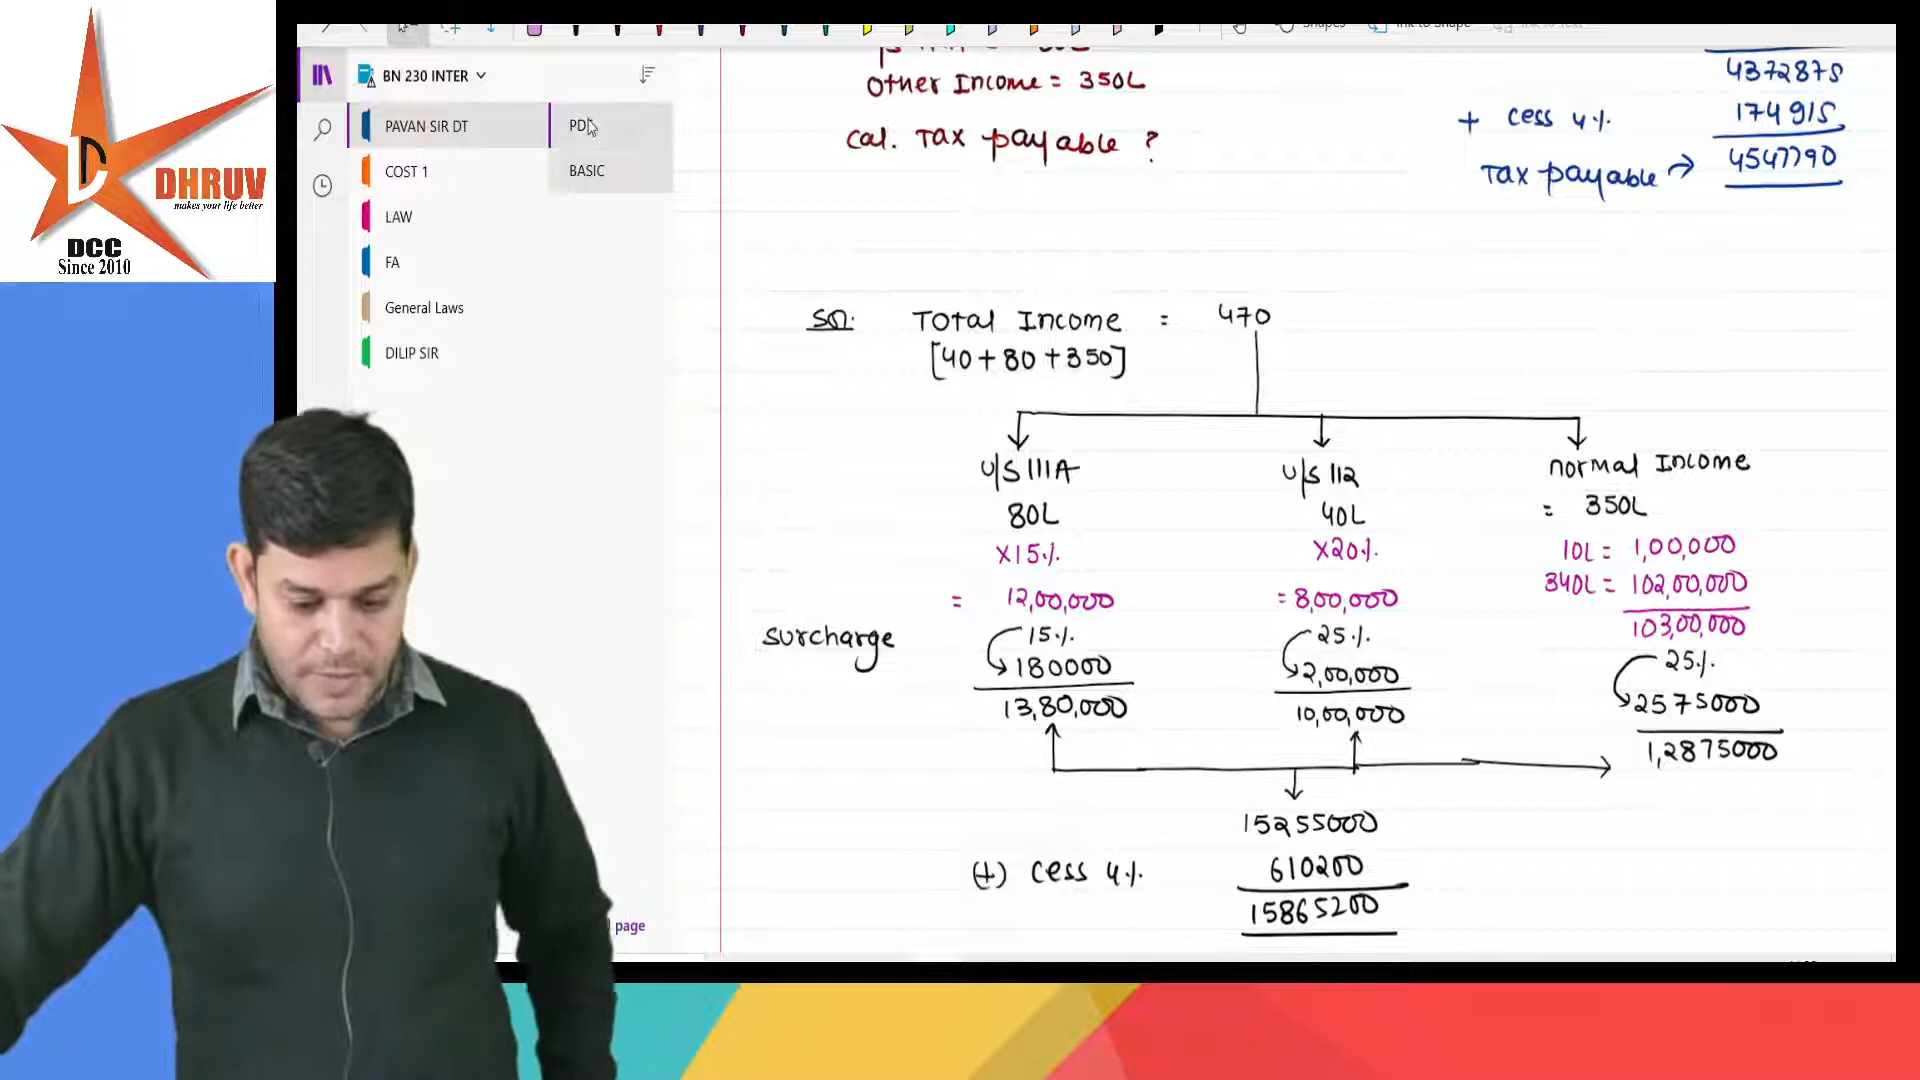 DHRUV
makes your life better
DCC
Since 2010
BN 230 INTER
PAVAN SIR DT
COST 1
LAW
FA
General Laws
DILIP SIR
PDF
BASIC
page
Other Income = 350L
cal. Tax payable ?
4372875
+ cess 4% 174915
Tax payable → 4547790
Sol. Total Income = 470
[40+80+350]
U/S 111A U/S 112 normal Income
80L 40L = 350L
X15% X20% 10L = 1,00,000
340L = 102,00,000
= 12,00,000 = 8,00,000 103,00,000
surcharge 15% 25% 25%
180000 2,00,000 2575000
13,80,000 10,00,000 1,2875000
15255000
(+) cess 4% 610200
15865200